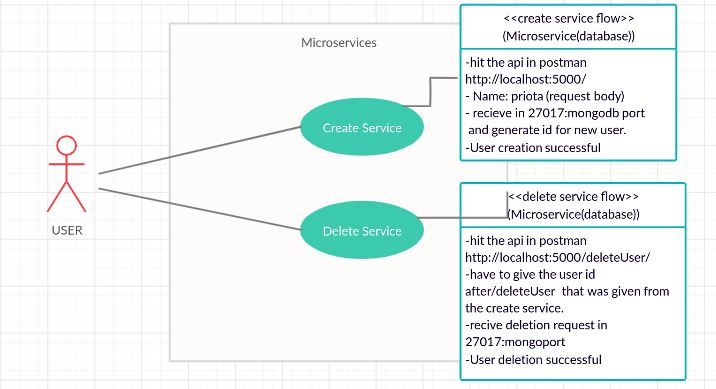 Microservices
USER
Create Service
Delete Service
<<create service flow>>
(Microservice(database))
-hit the api in postman
http://localhost:5000/
- Name: priota (request body)
- recieve in 27017:mongodb port
and generate id for new user.
-User creation successful
<<delete service flow>>
(Microservice(database))
-hit the api in postman
http://localhost:5000/deleteUser/
-have to give the user id
after/deleteUser that was given from
the create service.
-recive deletion request in
27017:mongoport
-User deletion successful